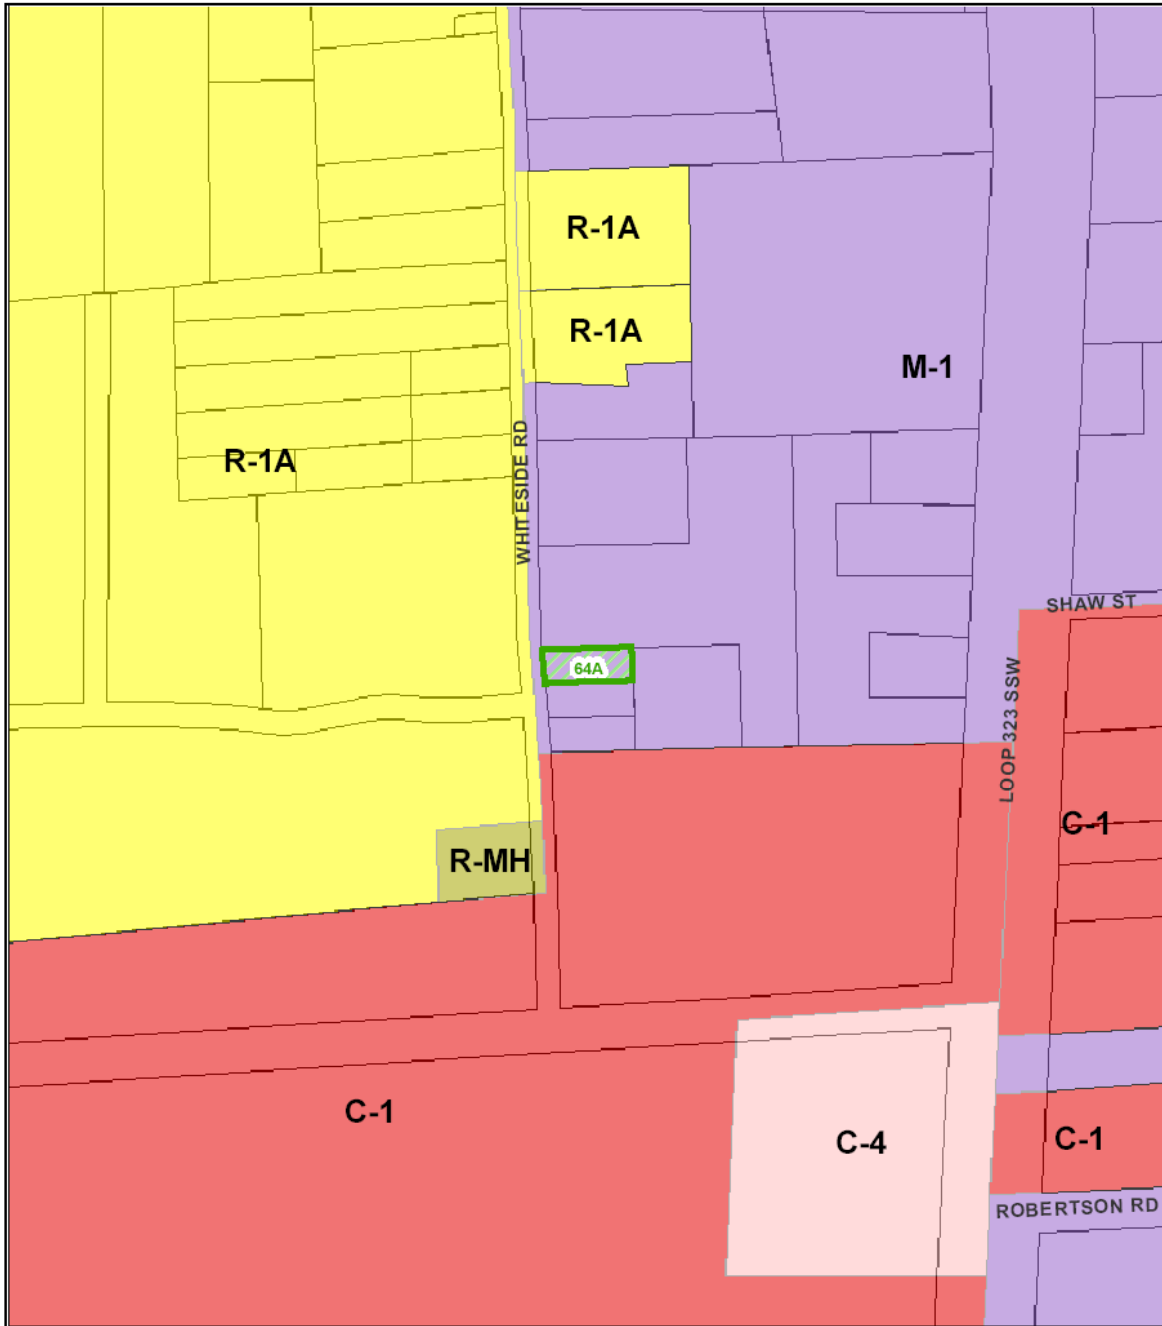 R-1A
R-1A
M-1
R-1A
WHITESIDE RD
SHAW ST
64A
LOOP 323 SSW
C-1
R-MH
C-1
C-4
C-1
ROBERTSON RD